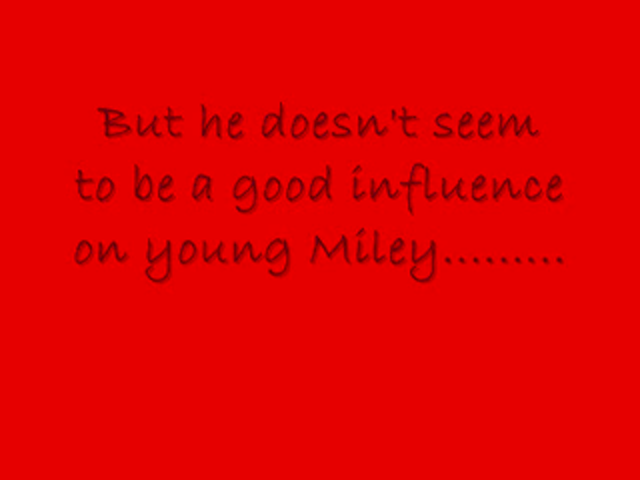 But he doesn't seem
to be a good influence
on young Miley.........